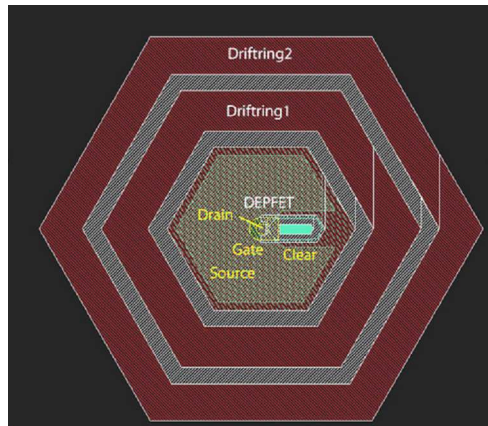 Driftring2
Driftring1
DEPFET
Drain
Gate
Clear
Source